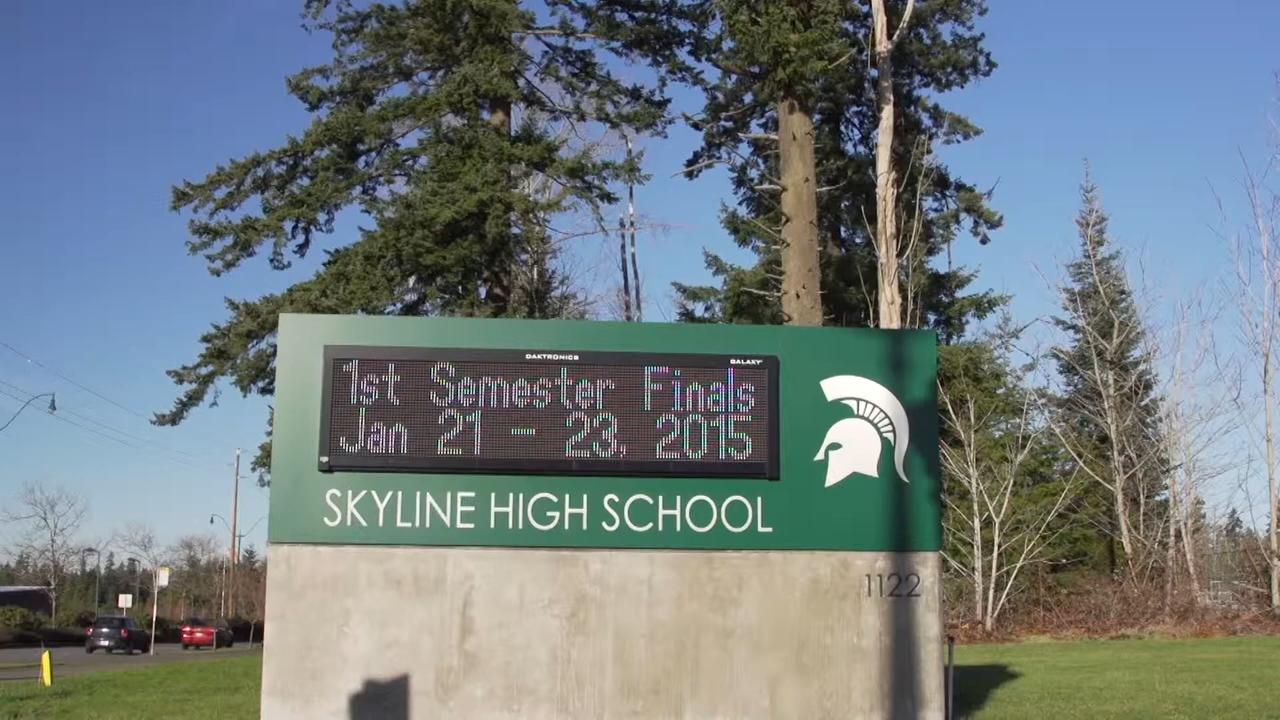 DAKTRONICS GALAXY
1st Semester Finals
Jan 21 - 23, 2015
SKYLINE HIGH SCHOOL
1122